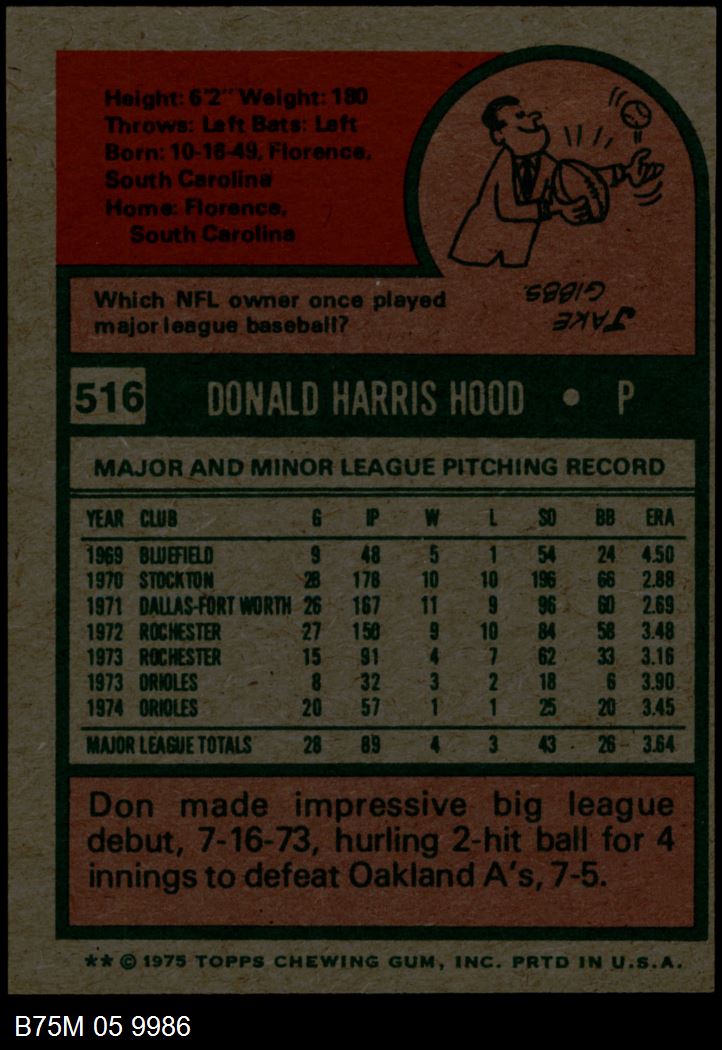 Height: 6'2" Weight: 180
Throws: Left Bats: Left
Born: 10-16-49, Florence,
South Carolina
Home: Florence,
South Carolina
Which NFL owner once played
major league baseball?
JAKE
GIBBS.
516 DONALD HARRIS HOOD • P
MAJOR AND MINOR LEAGUE PITCHING RECORD
YEAR CLUB G IP W L SO BB ERA
1969 BLUEFIELD 9 48 5 1 54 24 4.50
1970 STOCKTON 28 178 10 10 196 66 2.88
1971 DALLAS-FORT WORTH 26 167 11 9 96 60 2.69
1972 ROCHESTER 27 150 9 10 84 58 3.48
1973 ROCHESTER 15 91 4 7 62 33 3.16
1973 ORIOLES 8 32 3 2 18 6 3.90
1974 ORIOLES 20 57 1 1 25 20 3.45
MAJOR LEAGUE TOTALS 28 89 4 3 43 26 3.64
Don made impressive big league
debut, 7-16-73, hurling 2-hit ball for 4
innings to defeat Oakland A's, 7-5.
** © 1975 TOPPS CHEWING GUM, INC. PRTD IN U.S.A.
B75M 05 9986